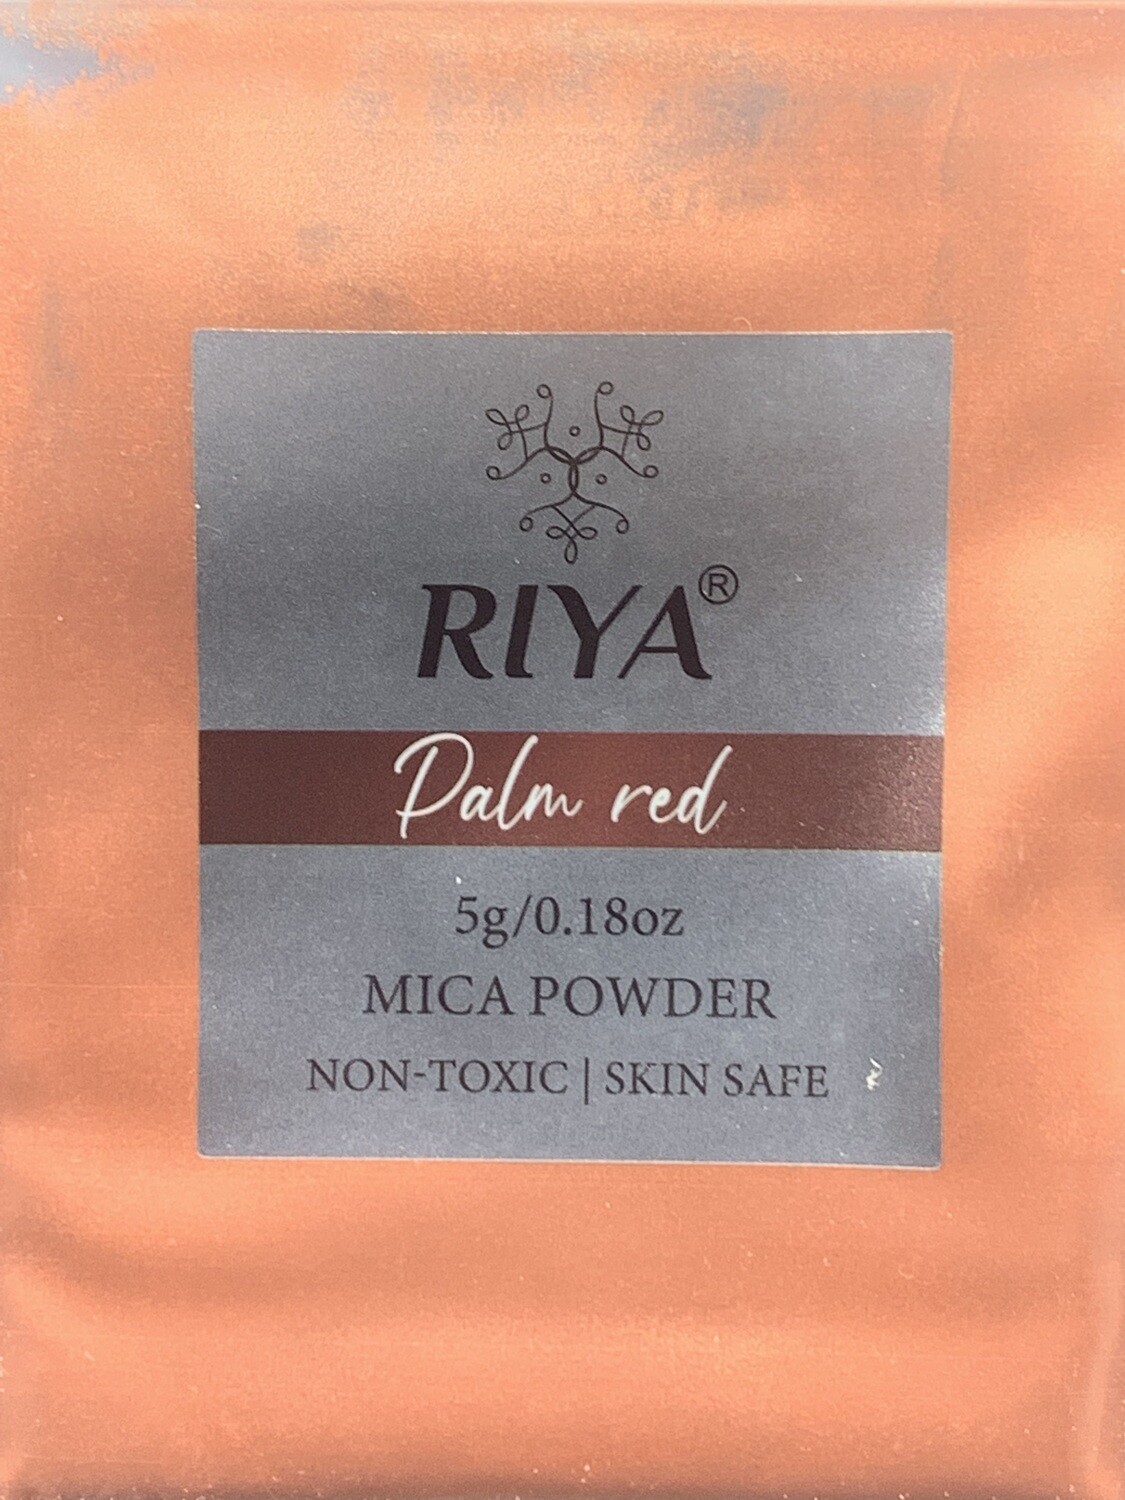 RIYA®
Palm red
5g/0.18oz
MICA POWDER
NON-TOXIC | SKIN SAFE